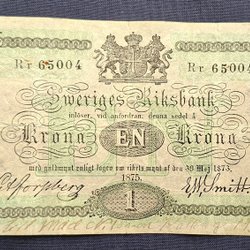 Rr 65004 Rr 65004
Sveriges Riksbank
inlöser, vid anfordran, denna sedel å
Krona EN Krona
med guldmynt enligt lagen om rikets mynt af den 30 Maj 1873.
1875.
1